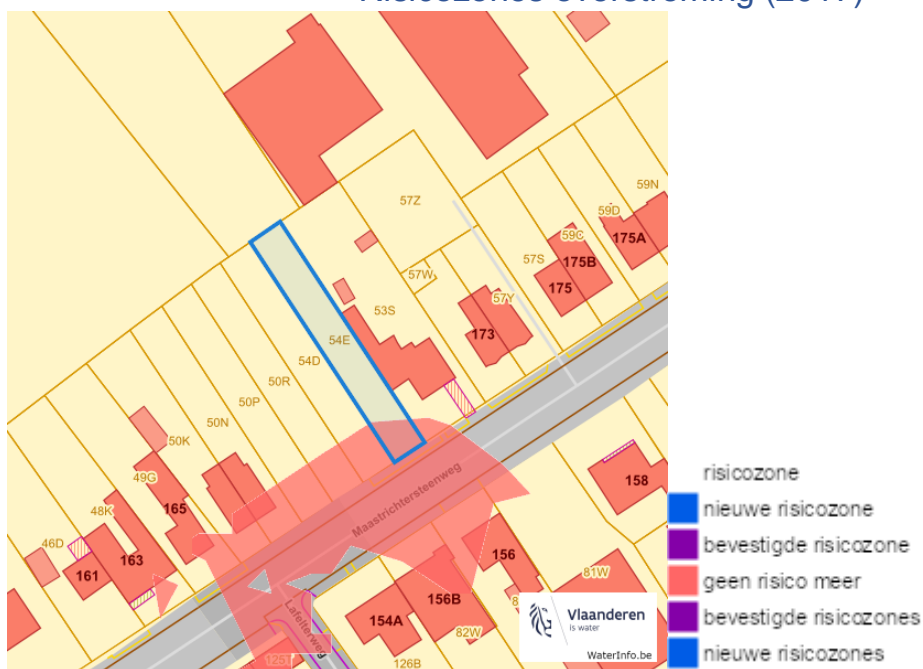 Risicozones overstroming (2017)
57Z
59N
59D
175A
59C
175B
57S
175
57W
57Y
173
53S
54E
54D
50R
50P
50N
50K
49G
165
48K
163
46D
161
Maastrichtersteenweg
Lafelterweg
158
156
156B
154A
81W
82W
126B
Vlaanderen
is water
WaterInfo.be
risicozone
nieuwe risicozone
bevestigde risicozone
geen risico meer
bevestigde risicozones
nieuwe risicozones